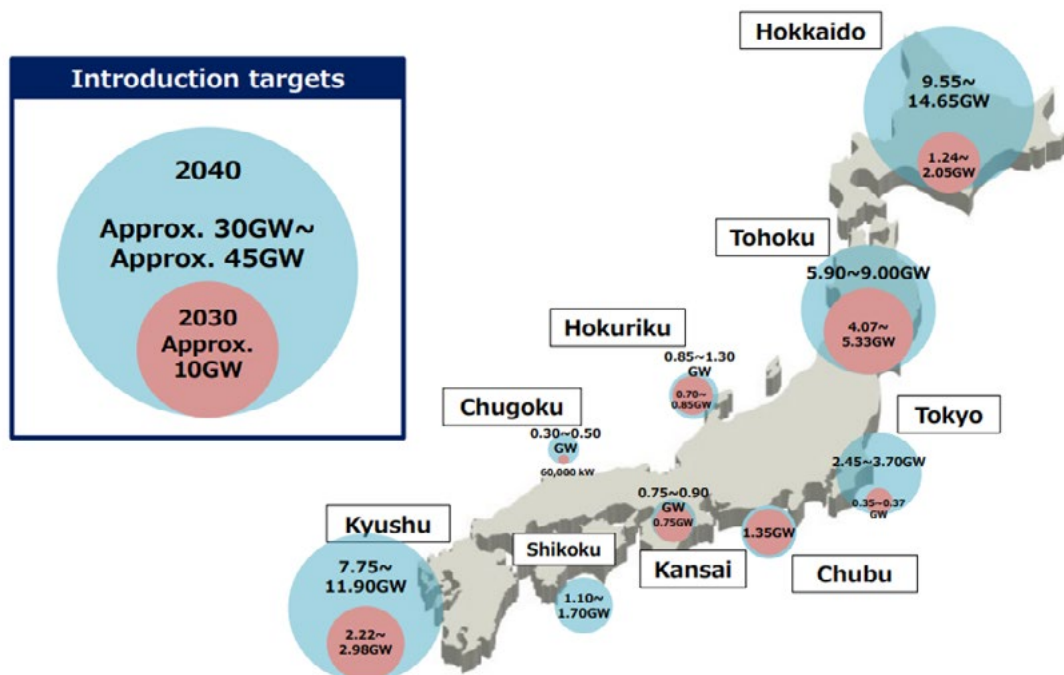 Introduction targets
2040
Approx. 30GW~
Approx. 45GW
2030
Approx.
10GW
Hokkaido
9.55~
14.65GW
1.24~
2.05GW
Tohoku
5.90~9.00GW
4.07~
5.33GW
Hokuriku
0.85~1.30
GW
0.70~
0.85GW
Chugoku
0.30~0.50
GW
60,000 kW
Tokyo
2.45~3.70GW
0.35~0.37
GW
Kyushu
7.75~
11.90GW
2.22~
2.98GW
Shikoku
1.10~
1.70GW
0.75~0.90
GW
0.75GW
Kansai
1.35GW
Chubu